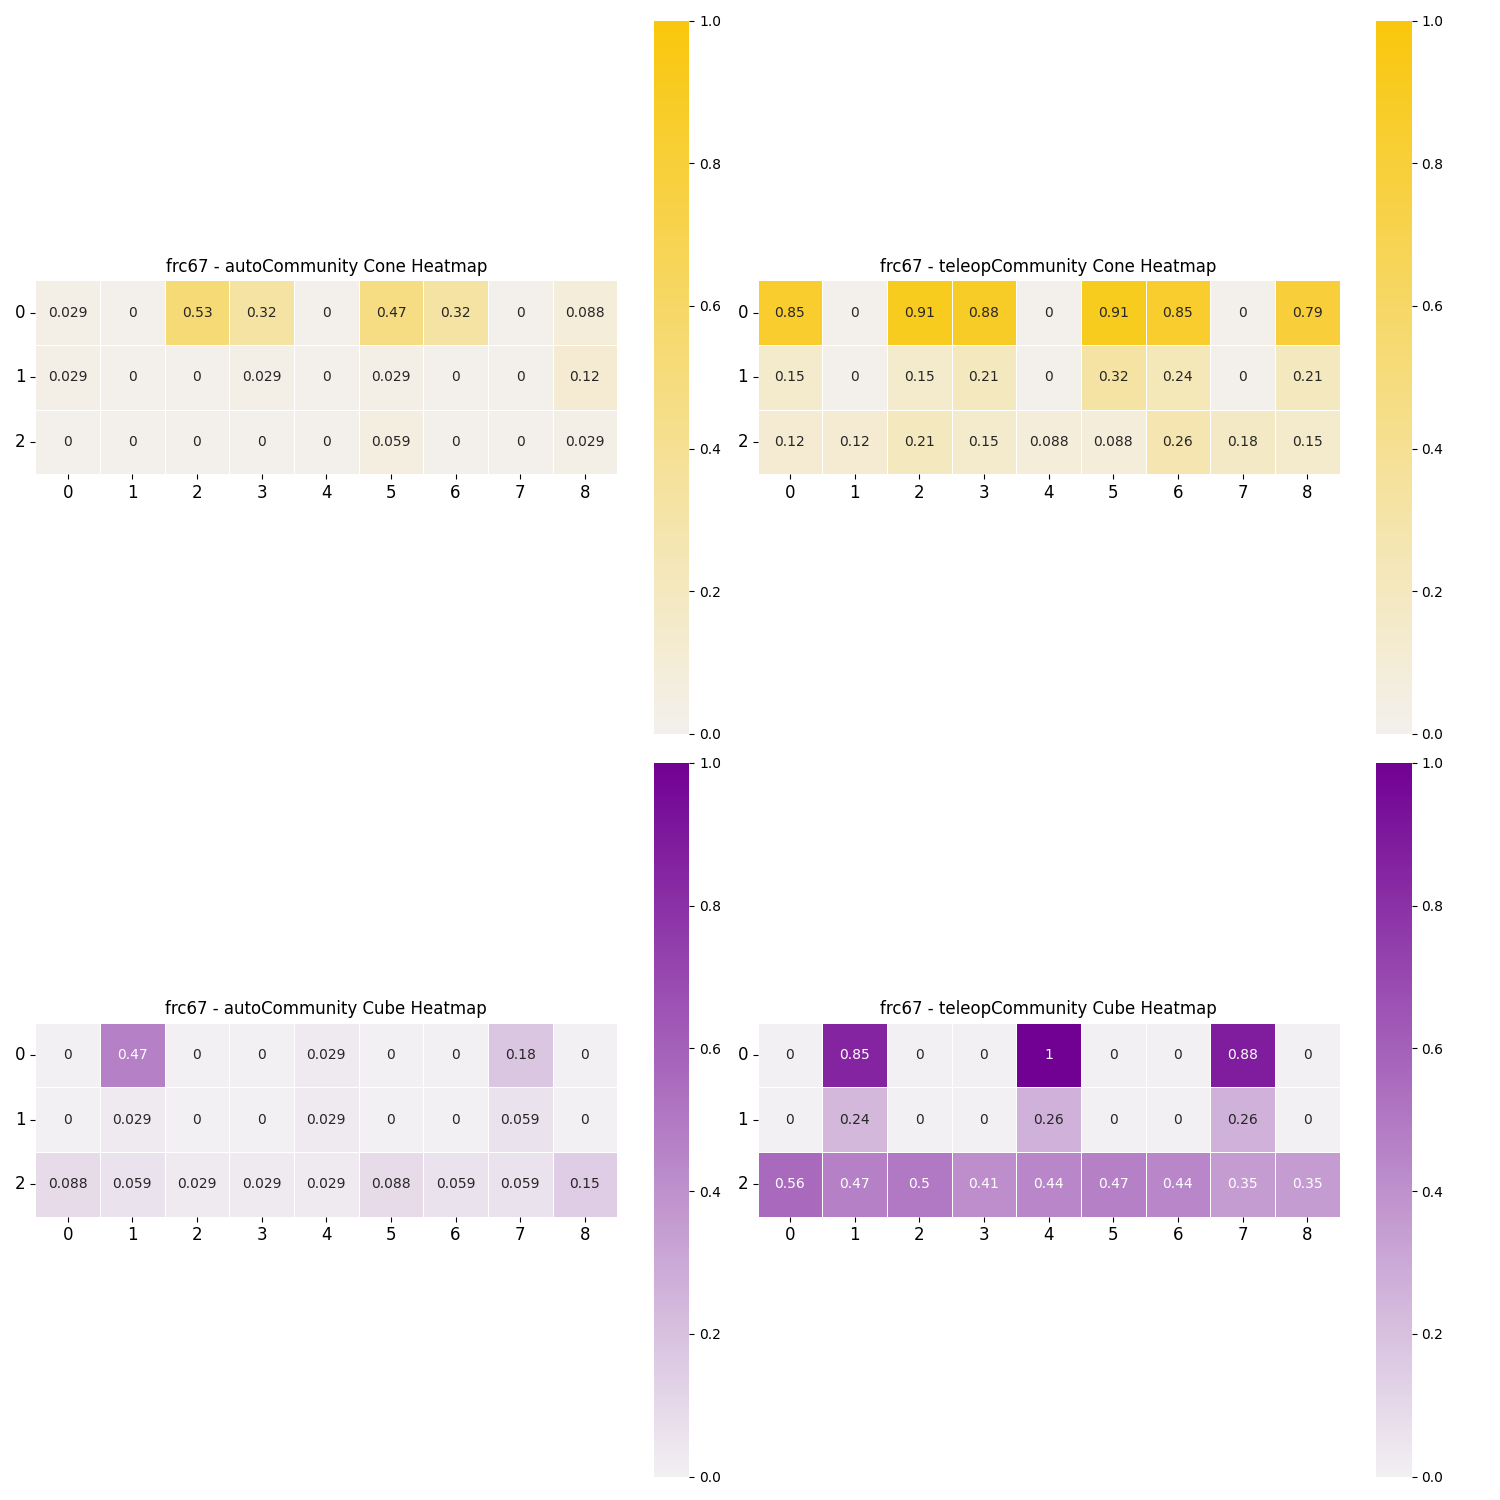 frc67 - autoCommunity Cone Heatmap
0 0.029 0 0.53 0.32 0 0.47 0.32 0 0.088
1 0.029 0 0 0.029 0 0.029 0 0 0.12
2 0 0 0 0 0 0.059 0 0 0.029
0 1 2 3 4 5 6 7 8
1.0
0.8
0.6
0.4
0.2
0.0
frc67 - teleopCommunity Cone Heatmap
0 0.85 0 0.91 0.88 0 0.91 0.85 0 0.79
1 0.15 0 0.15 0.21 0 0.32 0.24 0 0.21
2 0.12 0.12 0.21 0.15 0.088 0.088 0.26 0.18 0.15
0 1 2 3 4 5 6 7 8
1.0
0.8
0.6
0.4
0.2
0.0
frc67 - autoCommunity Cube Heatmap
0 0 0.47 0 0 0.029 0 0 0.18 0
1 0 0.029 0 0 0.029 0 0 0.059 0
2 0.088 0.059 0.029 0.029 0.029 0.088 0.059 0.059 0.15
0 1 2 3 4 5 6 7 8
1.0
0.8
0.6
0.4
0.2
0.0
frc67 - teleopCommunity Cube Heatmap
0 0 0.85 0 0 1 0 0 0.88 0
1 0 0.24 0 0 0.26 0 0 0.26 0
2 0.56 0.47 0.5 0.41 0.44 0.47 0.44 0.35 0.35
0 1 2 3 4 5 6 7 8
1.0
0.8
0.6
0.4
0.2
0.0